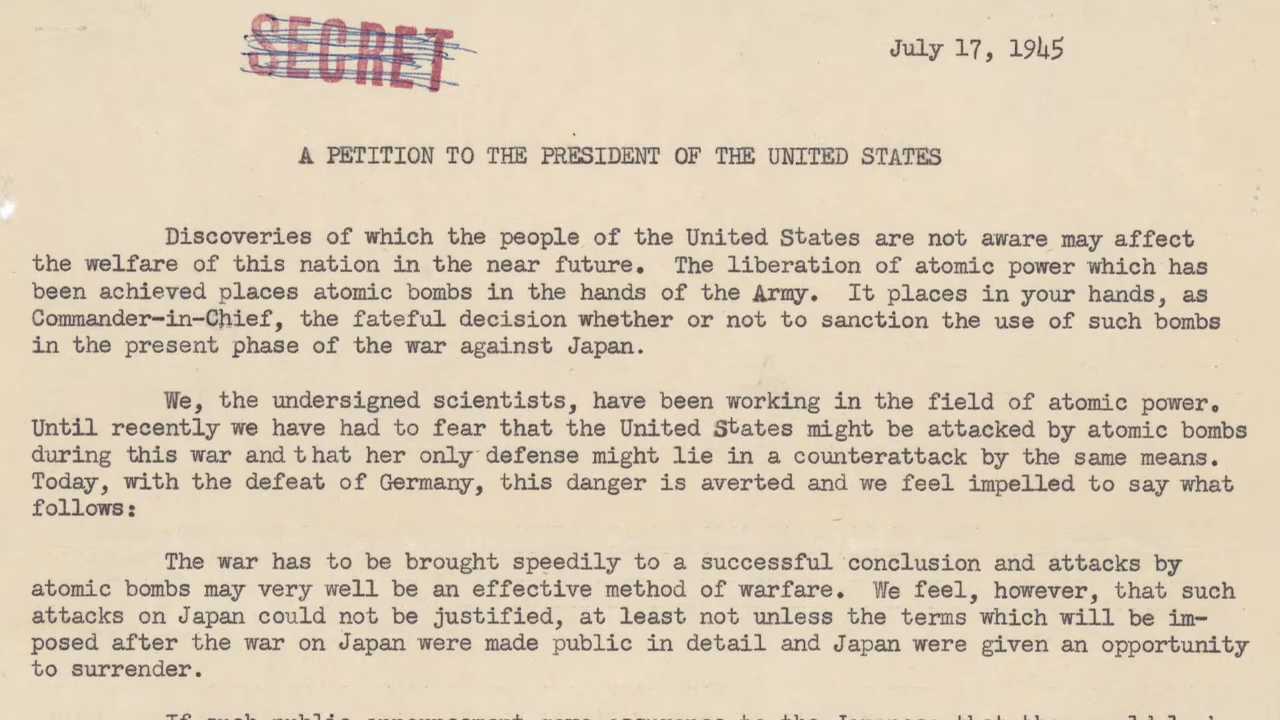 SECRET
July 17, 1945
A PETITION TO THE PRESIDENT OF THE UNITED STATES
Discoveries of which the people of the United States are not aware may affect
the welfare of this nation in the near future. The liberation of atomic power which has
been achieved places atomic bombs in the hands of the Army. It places in your hands, as
Commander-in-Chief, the fateful decision whether or not to sanction the use of such bombs
in the present phase of the war against Japan.
We, the undersigned scientists, have been working in the field of atomic power.
Until recently we have had to fear that the United States might be attacked by atomic bombs
during this war and that her only defense might lie in a counterattack by the same means.
Today, with the defeat of Germany, this danger is averted and we feel impelled to say what
follows:
The war has to be brought speedily to a successful conclusion and attacks by
atomic bombs may very well be an effective method of warfare. We feel, however, that such
attacks on Japan could not be justified, at least not unless the terms which will be im-
posed after the war on Japan were made public in detail and Japan were given an opportunity
to surrender.